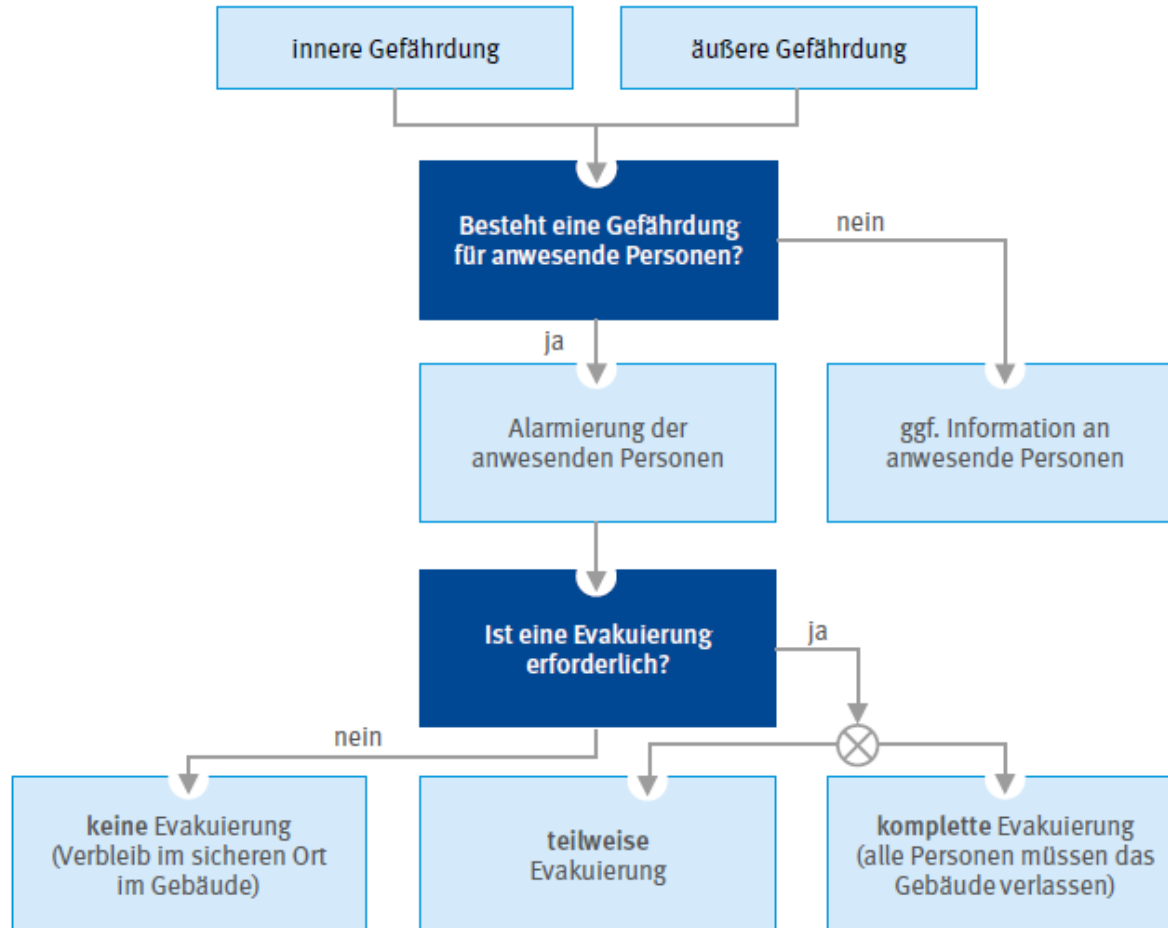 innere Gefährdung
äußere Gefährdung
Besteht eine Gefährdung
für anwesende Personen?
nein
ja
Alarmierung der
anwesenden Personen
ggf. Information an
anwesende Personen
Ist eine Evakuierung
erforderlich?
ja
nein
keine Evakuierung
(Verbleib im sicheren Ort
im Gebäude)
teilweise
Evakuierung
komplette Evakuierung
(alle Personen müssen das
Gebäude verlassen)